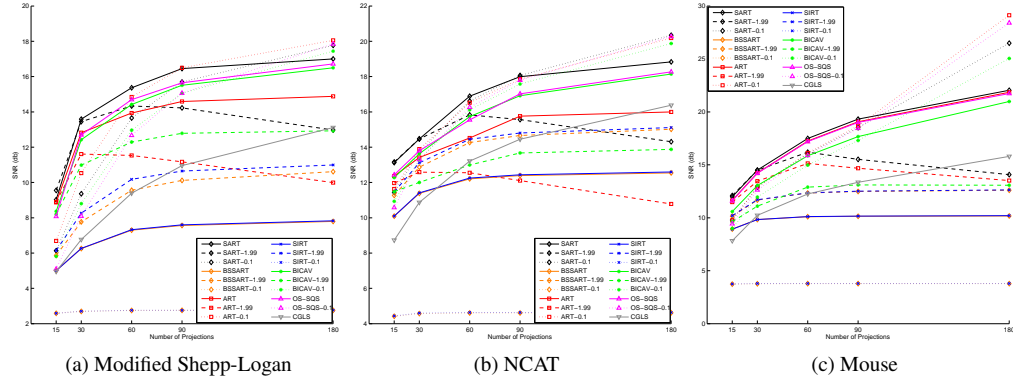 20
18
16
14
12
10
8
6
4
2
SNR (db)
15 30 60 90 180
Number of Projections
SART
SART-1.99
SART-0.1
BSSART
BSSART-1.99
BSSART-0.1
ART
ART-1.99
ART-0.1
SIRT
SIRT-1.99
SIRT-0.1
BICAV
BICAV-1.99
BICAV-0.1
OS-SQS
OS-SQS-0.1
CGLS
(a) Modified Shepp-Logan
22
20
18
16
14
12
10
8
6
4
SNR (db)
15 30 60 90 180
Number of Projections
SART
SART-1.99
SART-0.1
BSSART
BSSART-1.99
BSSART-0.1
ART
ART-1.99
ART-0.1
SIRT
SIRT-1.99
SIRT-0.1
BICAV
BICAV-1.99
BICAV-0.1
OS-SQS
OS-SQS-0.1
CGLS
(b) NCAT
30
25
20
15
10
5
0
SNR (db)
15 30 60 90 180
Number of Projections
SART
SART-1.99
SART-0.1
BSSART
BSSART-1.99
BSSART-0.1
ART
ART-1.99
ART-0.1
SIRT
SIRT-1.99
SIRT-0.1
BICAV
BICAV-1.99
BICAV-0.1
OS-SQS
OS-SQS-0.1
CGLS
(c) Mouse